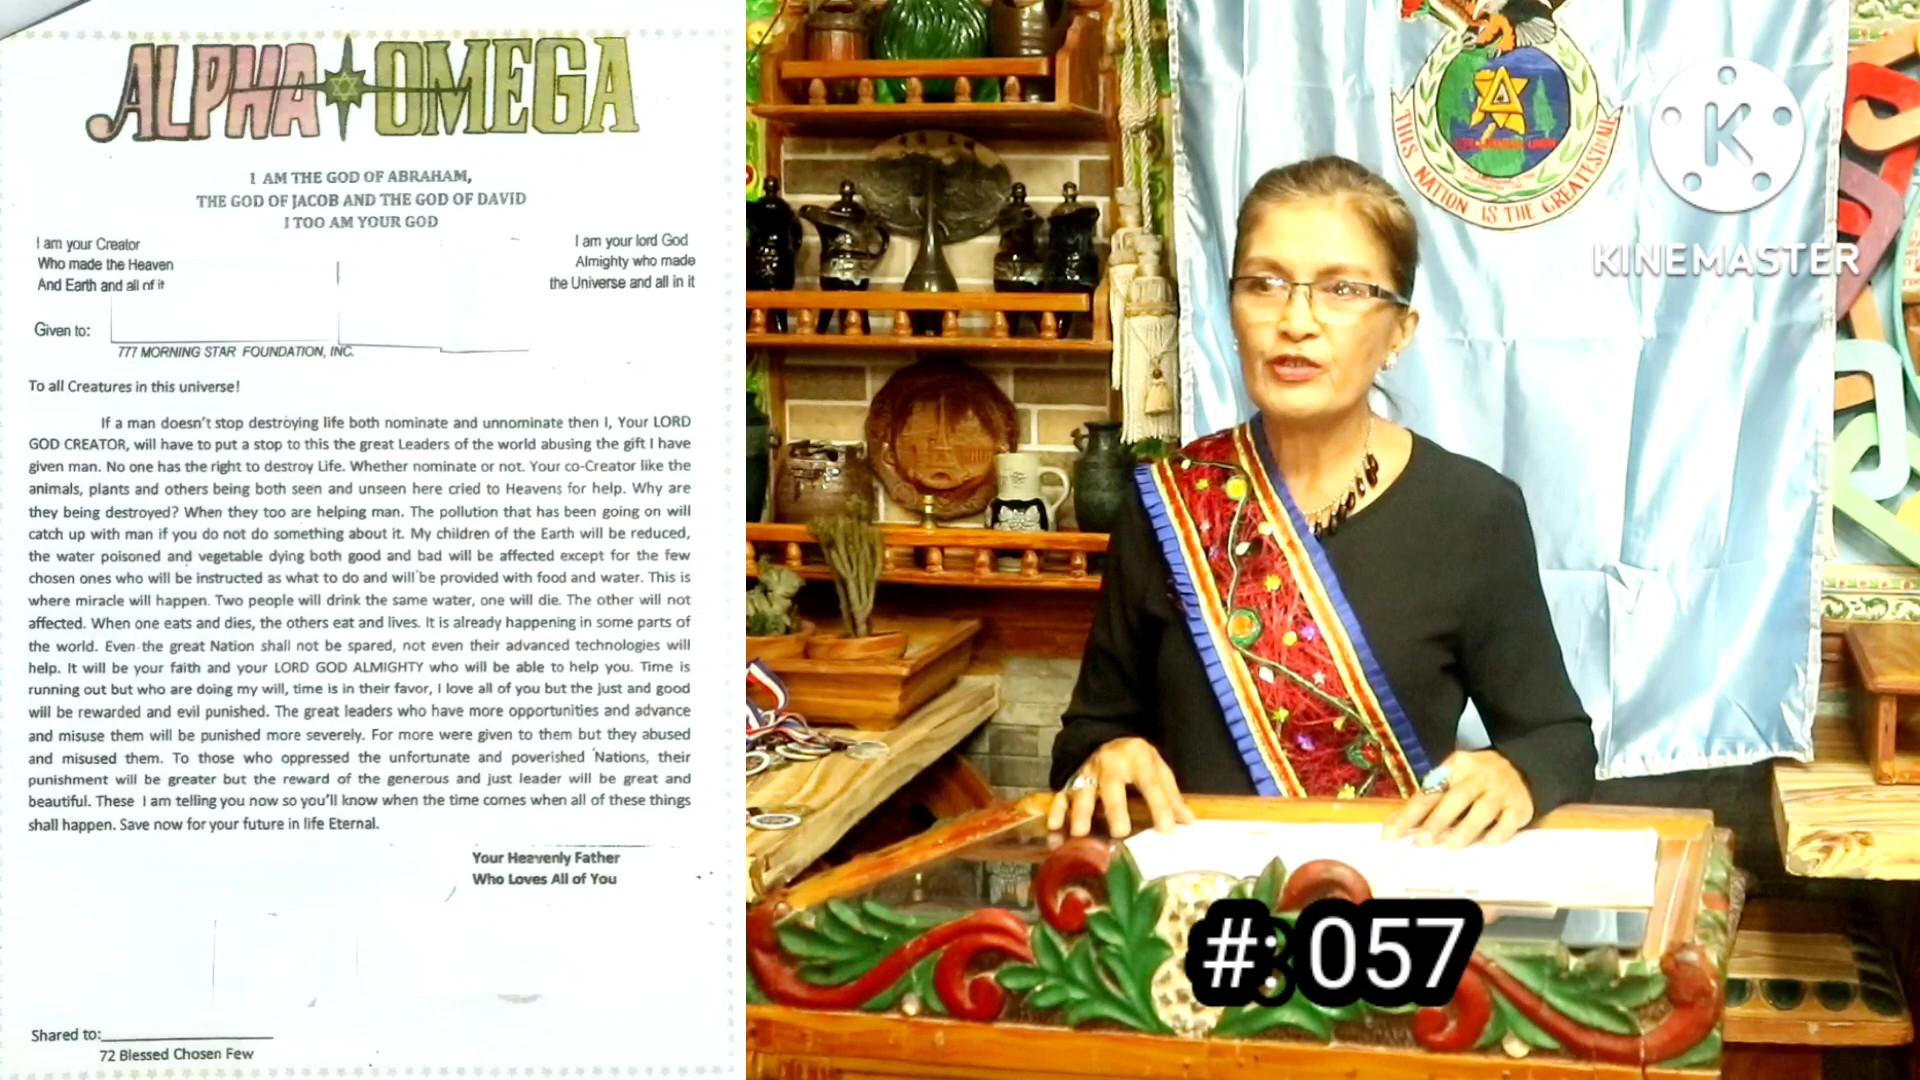 ALPHA OMEGA
I AM THE GOD OF ABRAHAM,
THE GOD OF JACOB AND THE GOD OF DAVID
I TOO AM YOUR GOD
I am your Creator
Who made the Heaven
And Earth and all of it
I am your lord God
Almighty who made
the Universe and all in it
Given to:
777 MORNING STAR FOUNDATION, INC.
To all Creatures in this universe!
If a man doesn't stop destroying life both nominate and unnominate then I, Your LORD
GOD CREATOR, will have to put a stop to this the great Leaders of the world abusing the gift I have
given man. No one has the right to destroy Life. Whether nominate or not. Your co-Creator like the
animals, plants and others being both seen and unseen here cried to Heavens for help. Why are
they being destroyed? When they too are helping man. The pollution that has been going on will
catch up with man if you do not do something about it. My children of the Earth will be reduced,
the water poisoned and vegetable dying both good and bad will be affected except for the few
chosen ones who will be instructed as what to do and will be provided with food and water. This is
where miracle will happen. Two people will drink the same water, one will die. The other will not
affected. When one eats and dies, the others eat and lives. It is already happening in some parts of
the world. Even the great Nation shall not be spared, not even their advanced technologies will
help. It will be your faith and your LORD GOD ALMIGHTY who will be able to help you. Time is
running out but who are doing my will, time is in their favor, I love all of you but the just and good
will be rewarded and evil punished. The great leaders who have more opportunities and advance
and misuse them will be punished more severely. For more were given to them but they abused
and misused them. To those who oppressed the unfortunate and poverished Nations, their
punishment will be greater but the reward of the generous and just leader will be great and
beautiful. These I am telling you now so you'll know when the time comes when all of these things
shall happen. Save now for your future in life Eternal.
Your Heavenly Father
Who Loves All of You
Shared to:
72 Blessed Chosen Few
THIS NATION IS THE GREATEST
K
KINEMASTER
#: 057